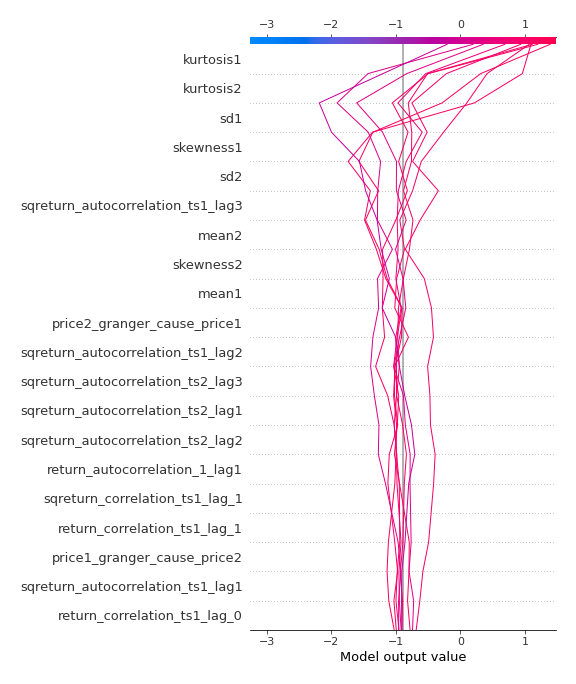 −3 −2 −1 0 1
kurtosis1
kurtosis2
sd1
skewness1
sd2
sqreturn_autocorrelation_ts1_lag3
mean2
skewness2
mean1
price2_granger_cause_price1
sqreturn_autocorrelation_ts1_lag2
sqreturn_autocorrelation_ts2_lag3
sqreturn_autocorrelation_ts2_lag1
sqreturn_autocorrelation_ts2_lag2
return_autocorrelation_1_lag1
sqreturn_correlation_ts1_lag_1
return_correlation_ts1_lag_1
price1_granger_cause_price2
sqreturn_autocorrelation_ts1_lag1
return_correlation_ts1_lag_0
−3 −2 −1 0 1
Model output value